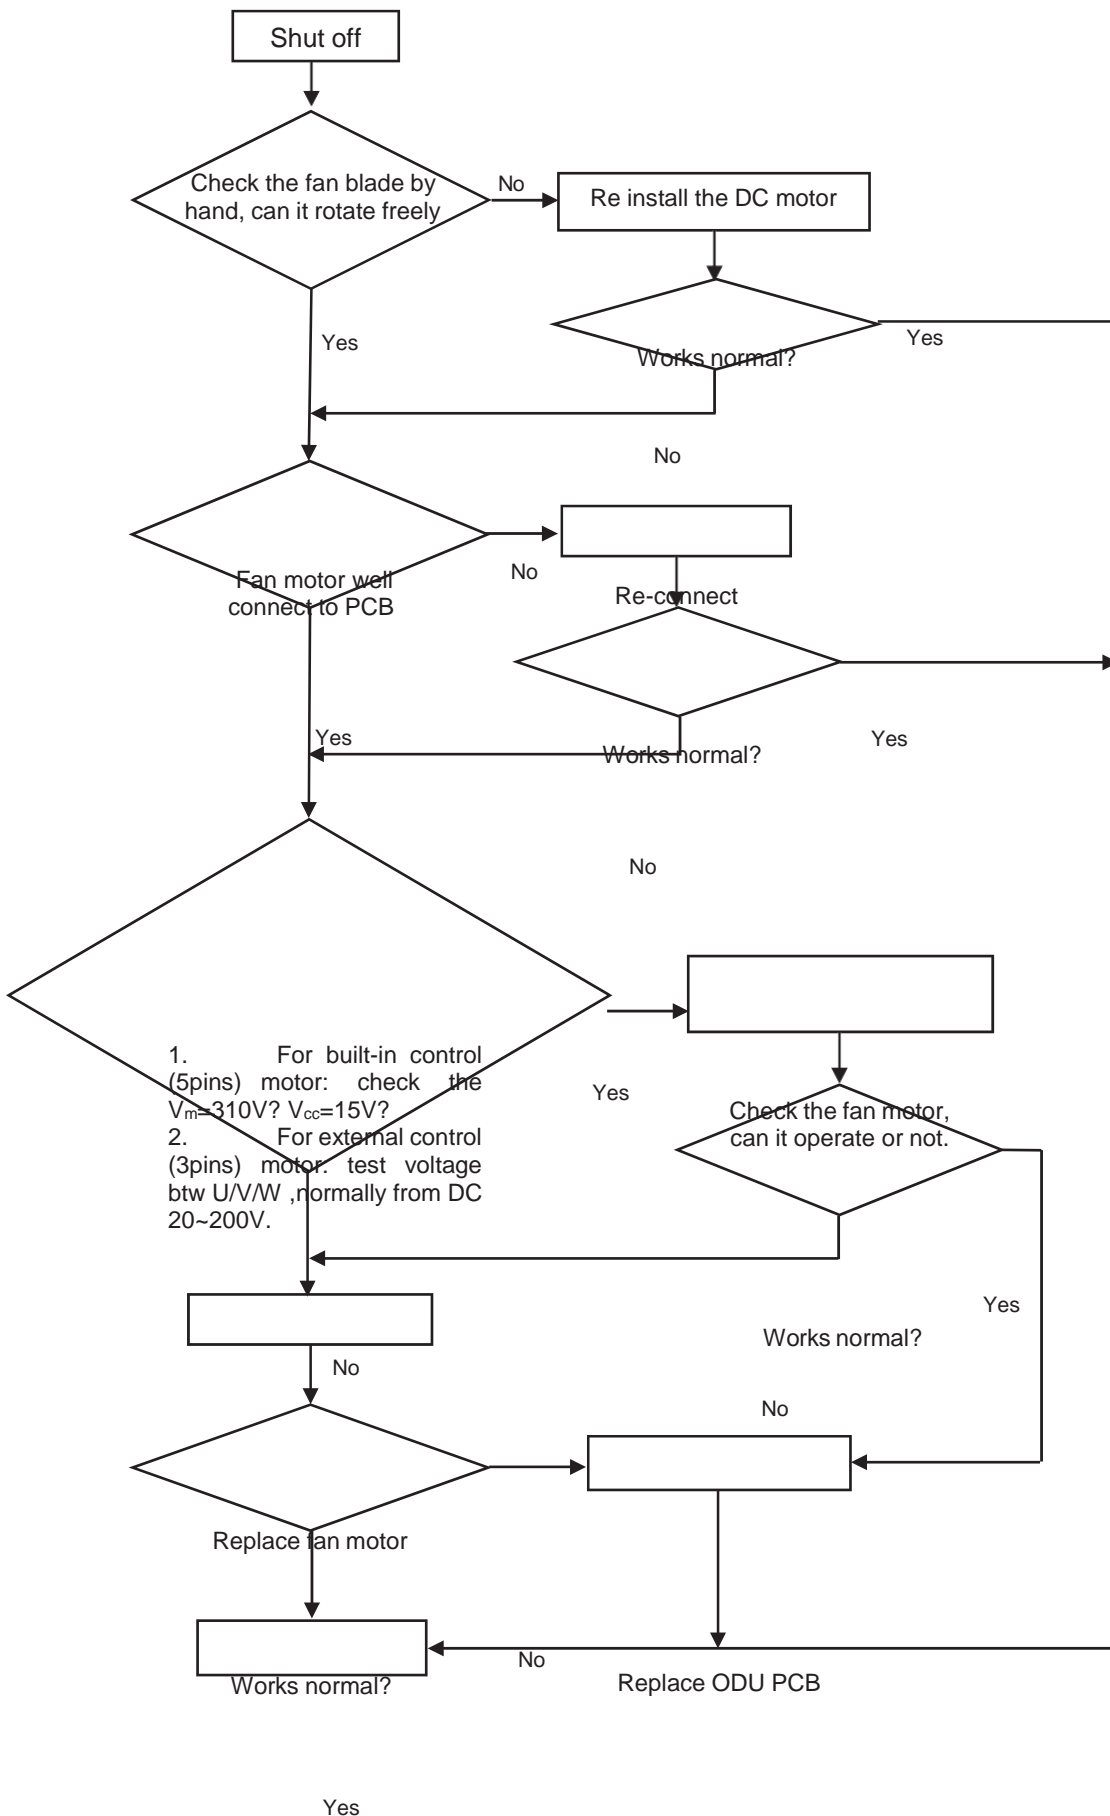 Shut off
Check the fan blade by
hand, can it rotate freely
No
Re install the DC motor
Yes
Works normal?
Yes
No
Fan motor well
connect to PCB
No
Re-connect
Yes
Works normal?
Yes
No
1. For built-in control
(5pins) motor: check the
Vm=310V? Vcc=15V?
2. For external control
(3pins) motor: test voltage
btw U/V/W ,normally from DC
20~200V.
Yes
Check the fan motor,
can it operate or not.
Yes
Works normal?
No
No
Replace fan motor
No
Works normal?
Replace ODU PCB
Yes